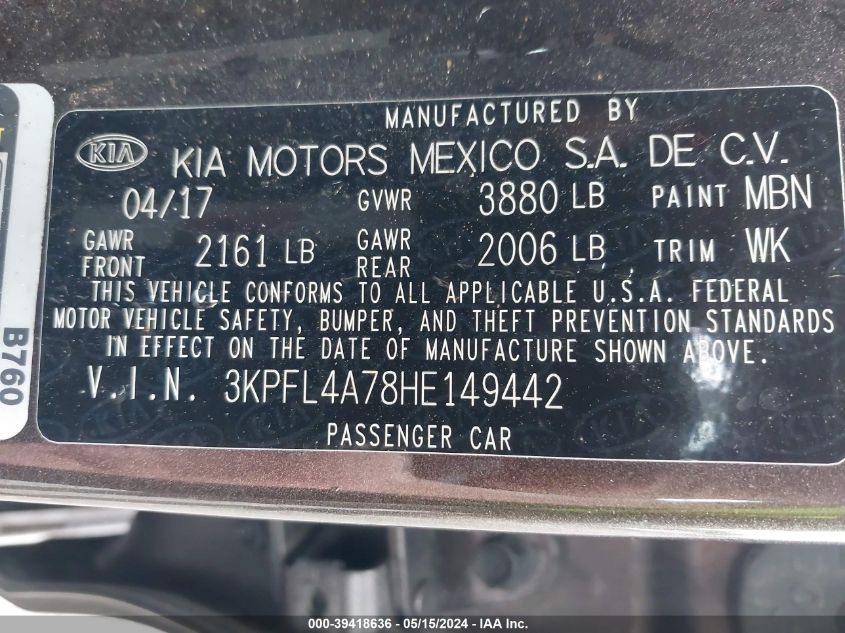 MANUFACTURED BY
KIA KIA MOTORS MEXICO S.A. DE C.V.
04/17 GVWR 3880 LB PAINT MBN
GAWR FRONT 2161 LB GAWR REAR 2006 LB TRIM WK
THIS VEHICLE CONFORMS TO ALL APPLICABLE U.S.A. FEDERAL
MOTOR VEHICLE SAFETY, BUMPER, AND THEFT PREVENTION STANDARDS
IN EFFECT ON THE DATE OF MANUFACTURE SHOWN ABOVE.
V.I.N. 3KPFL4A78HE149442
PASSENGER CAR
B760
000-39418636 - 05/15/2024 - IAA Inc.